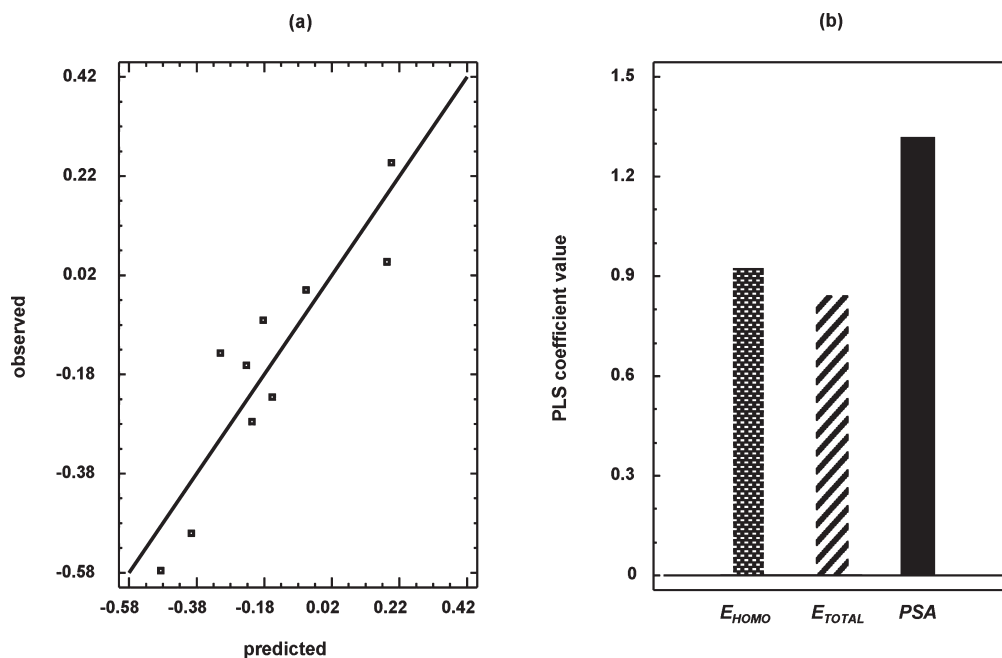 (a)
(b)
0.42
0.22
0.02
-0.18
-0.38
-0.58
observed
-0.58 -0.38 -0.18 0.02 0.22 0.42
predicted
1.5
1.2
0.9
0.6
0.3
0
PLS coefficient value
E_HOMO E_TOTAL PSA